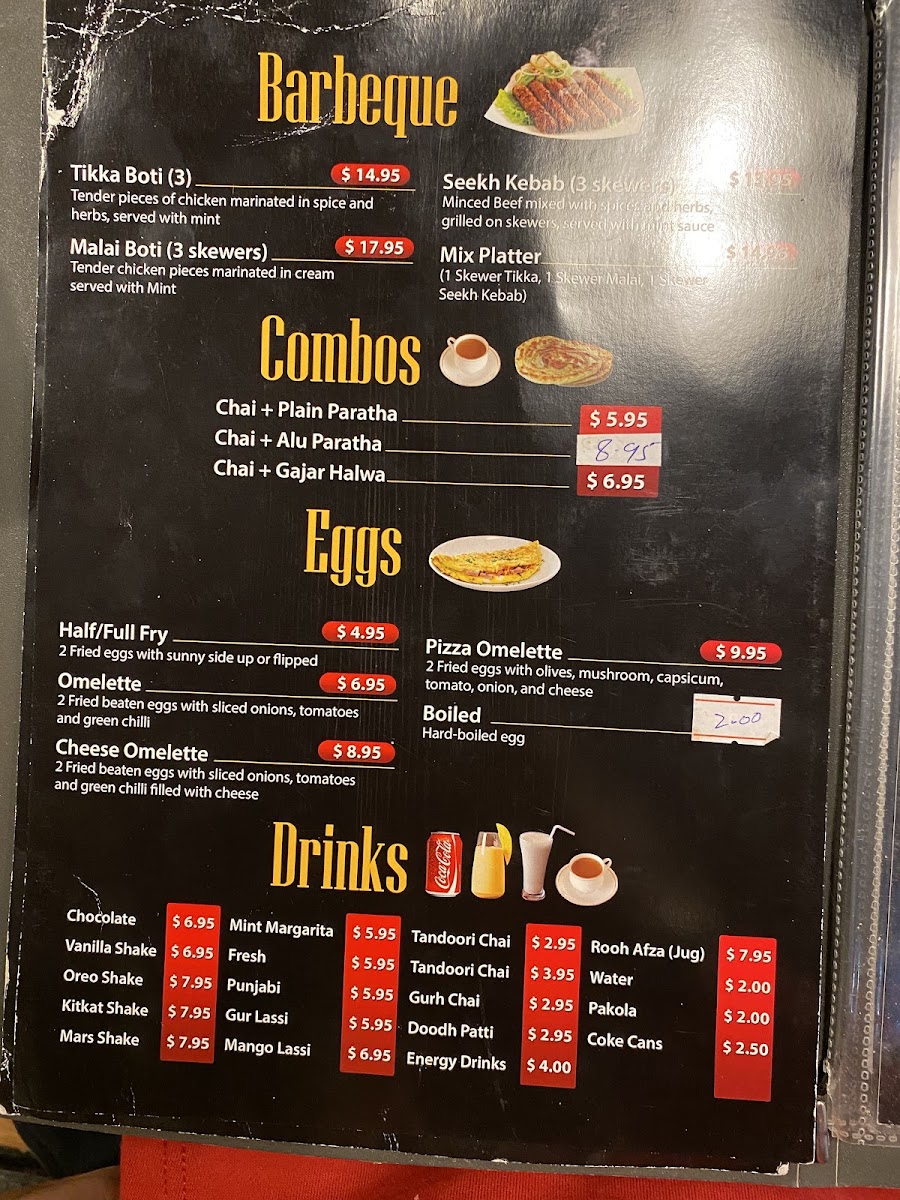 Barbeque
Tikka Boti (3) $ 14.95
Tender pieces of chicken marinated in spice and
herbs, served with mint
Malai Boti (3 skewers) $ 17.95
Tender chicken pieces marinated in cream
served with Mint
Seekh Kebab (3 skewers)
Minced Beef mixed with spices and herbs,
grilled on skewers, served with mint sauce
Mix Platter
(1 Skewer Tikka, 1 Skewer Malai, 1 Skewer
Seekh Kebab)
Combos
Chai + Plain Paratha $ 5.95
Chai + Alu Paratha 8.95
Chai + Gajar Halwa $ 6.95
Eggs
Half/Full Fry $ 4.95
2 Fried eggs with sunny side up or flipped
Omelette $ 6.95
2 Fried beaten eggs with sliced onions, tomatoes
and green chilli
Cheese Omelette $ 8.95
2 Fried beaten eggs with sliced onions, tomatoes
and green chilli filled with cheese
Pizza Omelette $ 9.95
2 Fried eggs with olives, mushroom, capsicum,
tomato, onion, and cheese
Boiled 2.00
Hard-boiled egg
Drinks
Coca-Cola
Chocolate $ 6.95
Vanilla Shake $ 6.95
Oreo Shake $ 7.95
Kitkat Shake $ 7.95
Mars Shake $ 7.95
Mint Margarita $ 5.95
Fresh $ 5.95
Punjabi $ 5.95
Gur Lassi $ 5.95
Mango Lassi $ 6.95
Tandoori Chai $ 2.95
Tandoori Chai $ 3.95
Gurh Chai $ 2.95
Doodh Patti $ 2.95
Energy Drinks $ 4.00
Rooh Afza (Jug) $ 7.95
Water $ 2.00
Pakola $ 2.00
Coke Cans $ 2.50